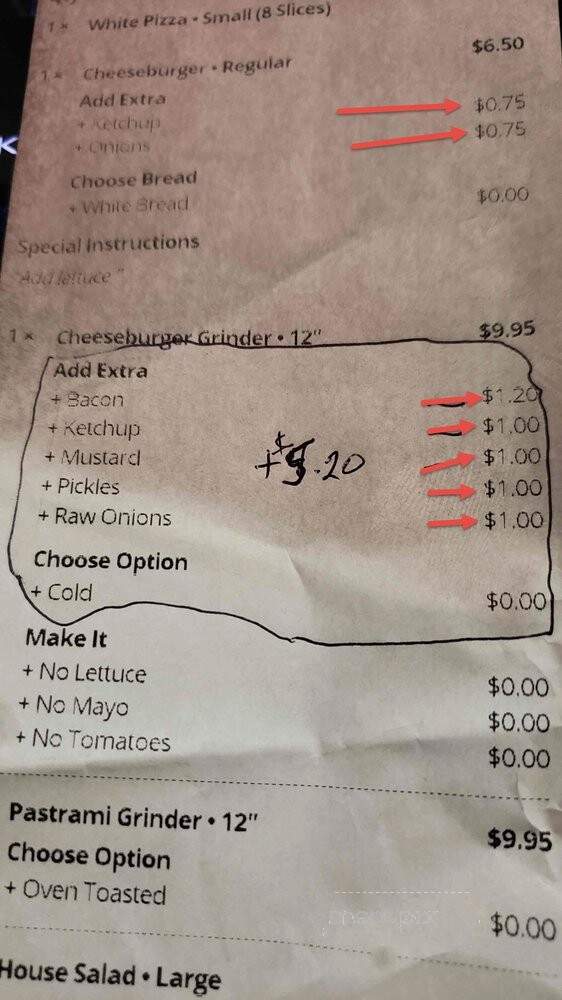 1 × White Pizza • Small (8 Slices)
$6.50
1 × Cheeseburger • Regular
Add Extra
+ Ketchup $0.75
+ Onions $0.75
Choose Bread
+ White Bread $0.00
Special Instructions
"Add lettuce"
1 × Cheeseburger Grinder • 12" $9.95
Add Extra
+ Bacon $1.20
+ Ketchup $1.00
+ Mustard $1.00
+ Pickles $1.00
+ Raw Onions $1.00
+$5.20
Choose Option
+ Cold $0.00
Make It
+ No Lettuce $0.00
+ No Mayo $0.00
+ No Tomatoes $0.00
Pastrami Grinder • 12" $9.95
Choose Option
+ Oven Toasted $0.00
House Salad • Large